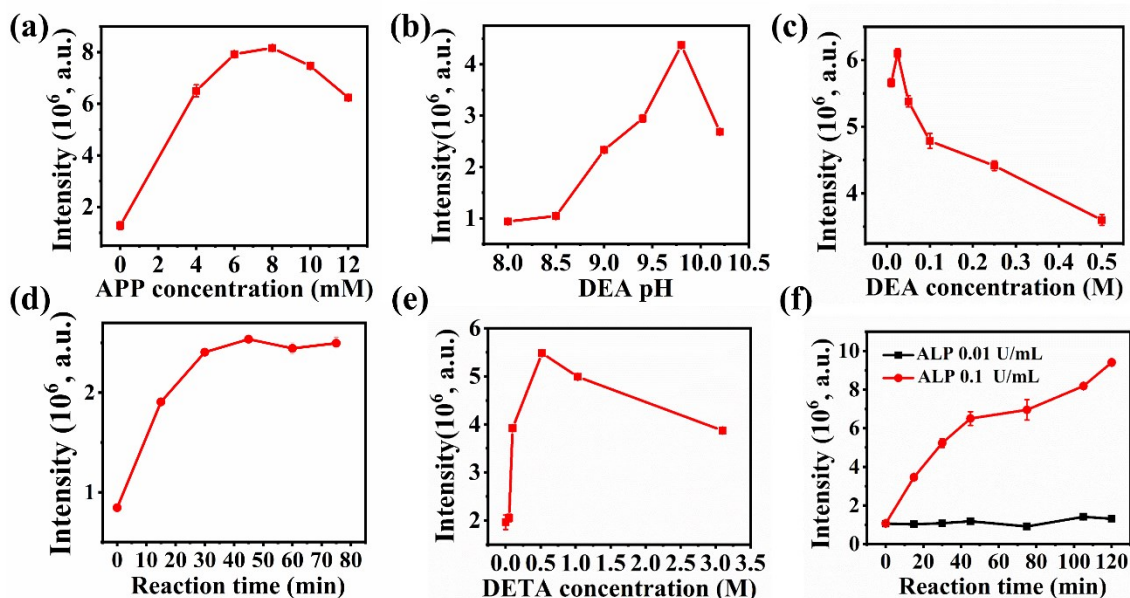 (a)
Intensity (10⁶, a.u.)
8
6
4
2
0 2 4 6 8 10 12
APP concentration (mM)
(b)
Intensity(10⁶, a.u.)
4
3
2
1
8.0 8.5 9.0 9.5 10.0 10.5
DEA pH
(c)
Intensity (10⁶, a.u.)
6
5
4
0.0 0.1 0.2 0.3 0.4 0.5
DEA concentration (M)
(d)
Intensity (10⁶, a.u.)
2
1
0 10 20 30 40 50 60 70 80
Reaction time (min)
(e)
Intensity(10⁶, a.u.)
6
5
4
3
2
0.0 0.5 1.0 1.5 2.0 2.5 3.0 3.5
DETA concentration (M)
(f)
Intensity (10⁶, a.u.)
10
8
6
4
2
0
ALP 0.01 U/mL
ALP 0.1 U/mL
0 20 40 60 80 100 120
Reaction time (min)